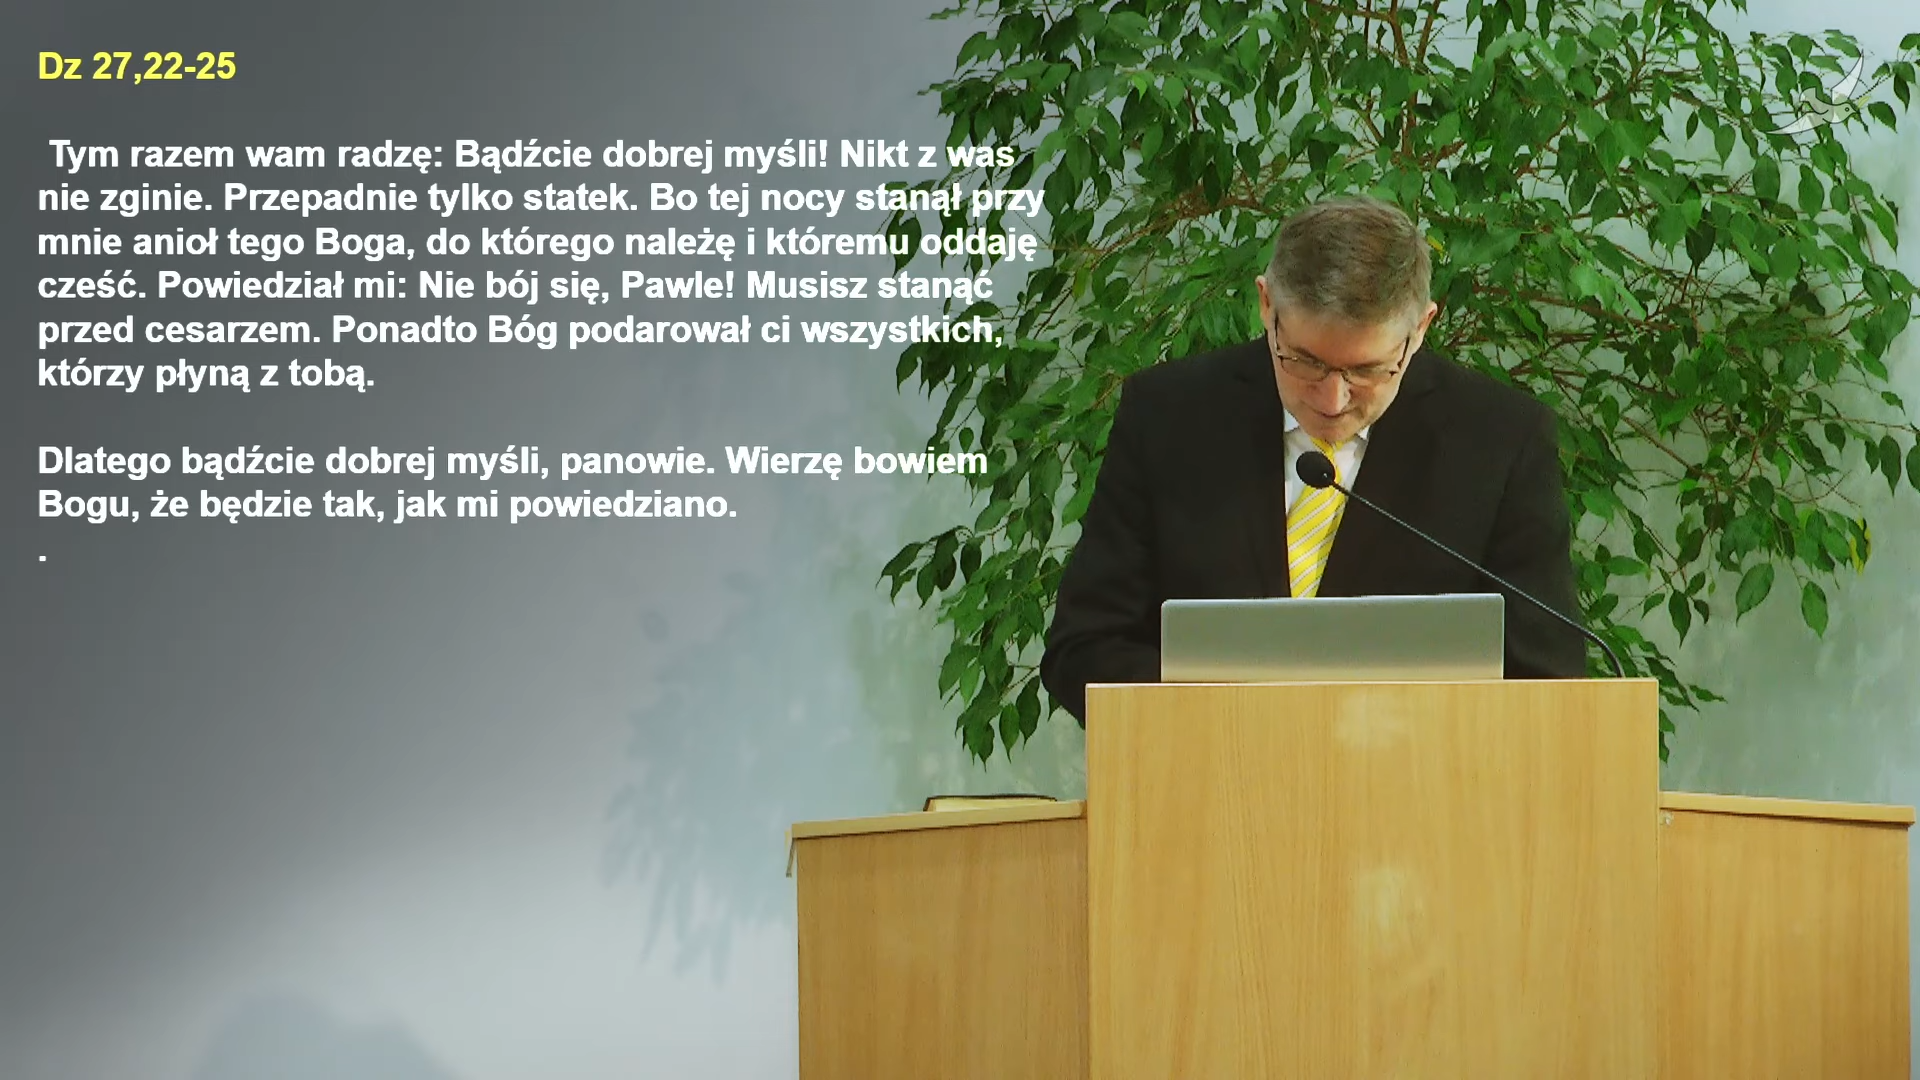 Dz 27,22-25
Tym razem wam radzę: Bądźcie dobrej myśli! Nikt z was
nie zginie. Przepadnie tylko statek. Bo tej nocy stanął przy
mnie anioł tego Boga, do którego należę i któremu oddaję
cześć. Powiedział mi: Nie bój się, Pawle! Musisz stanąć
przed cesarzem. Ponadto Bóg podarował ci wszystkich,
którzy płyną z tobą.
Dlatego bądźcie dobrej myśli, panowie. Wierzę bowiem
Bogu, że będzie tak, jak mi powiedziano.
.